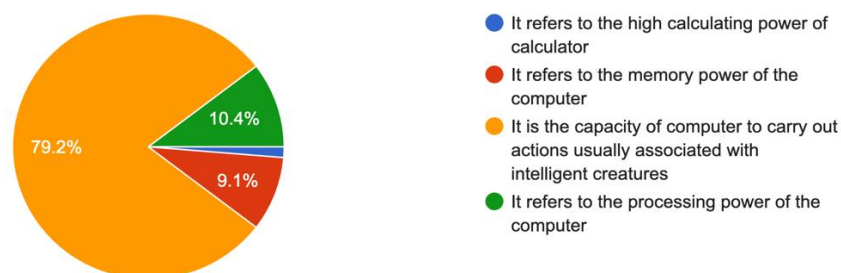 79.2%
10.4%
9.1%
It refers to the high calculating power of
calculator
It refers to the memory power of the
computer
It is the capacity of computer to carry out
actions usually associated with
intelligent creatures
It refers to the processing power of the
computer